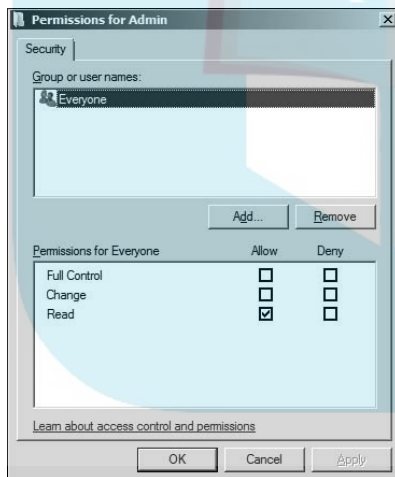 Permissions for Admin
Security
Group or user names:
Everyone
Add...
Remove
Permissions for Everyone Allow Deny
Full Control
Change
Read
Learn about access control and permissions
OK Cancel Apply